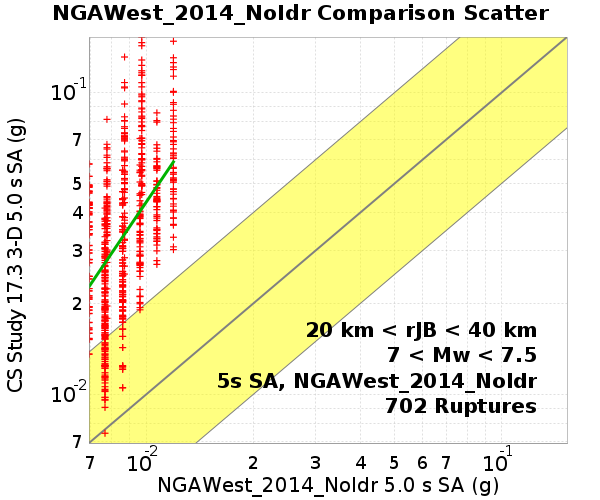 NGAWest_2014_NoIdr Comparison Scatter
CS Study 17.3 3-D 5.0 s SA (g)
10-1
7
5
4
3
2
10-2
7
20 km < rJB < 40 km
7 < Mw < 7.5
5s SA, NGAWest_2014_NoIdr
702 Ruptures
7 10-2 2 3 4 5 6 7 10-1
NGAWest_2014_NoIdr 5.0 s SA (g)